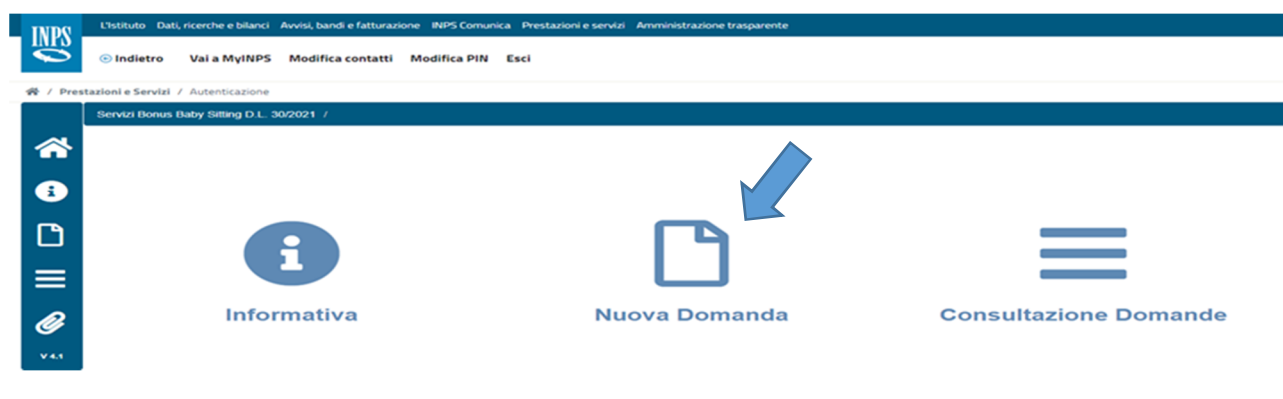 INPS
L'Istituto Dati, ricerche e bilanci Avvisi, bandi e fatturazione INPS Comunica Prestazioni e servizi Amministrazione trasparente
Indietro Vai a MyINPS Modifica contatti Modifica PIN Esci
/ Prestazioni e Servizi / Autenticazione
Servizi Bonus Baby Sitting D.L. 30/2021 /
Informativa Nuova Domanda Consultazione Domande
V 4.1